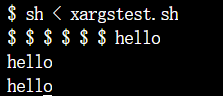 $ sh < xargstest.sh
$ $ $ $ $ $ hello
hello
hello